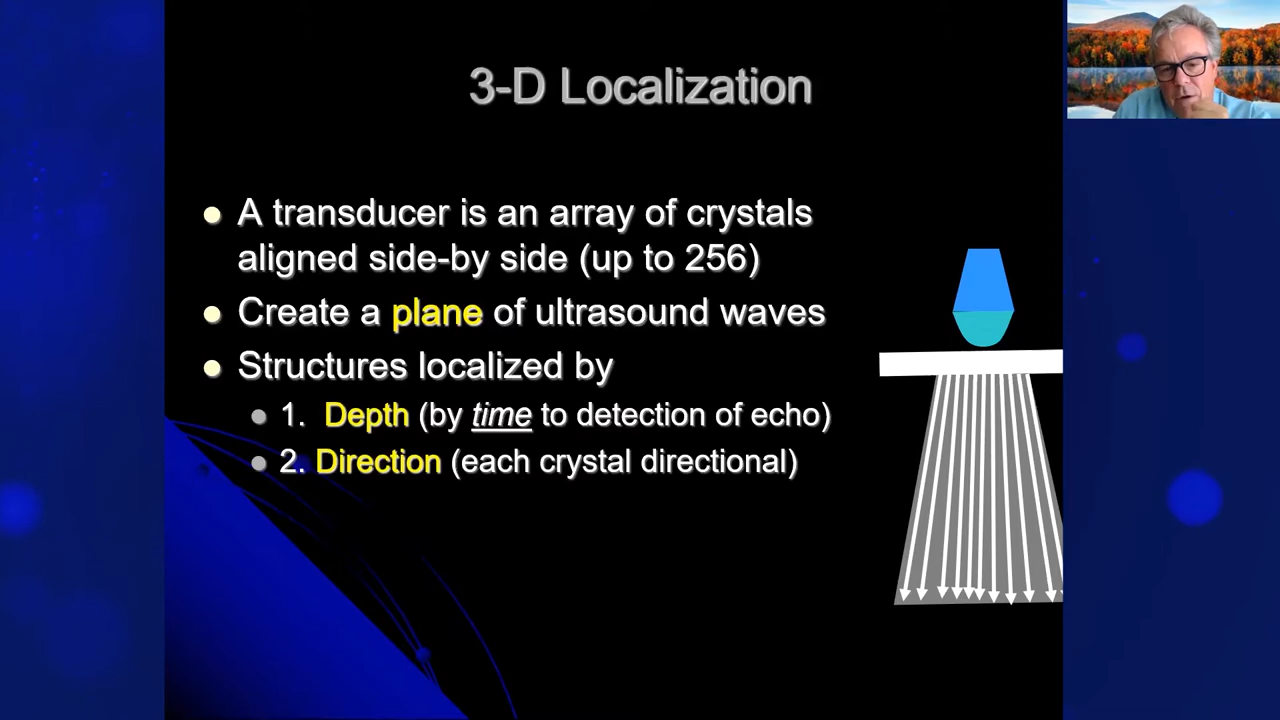 3-D Localization
A transducer is an array of crystals
aligned side-by side (up to 256)
Create a plane of ultrasound waves
Structures localized by
1. Depth (by time to detection of echo)
2. Direction (each crystal directional)